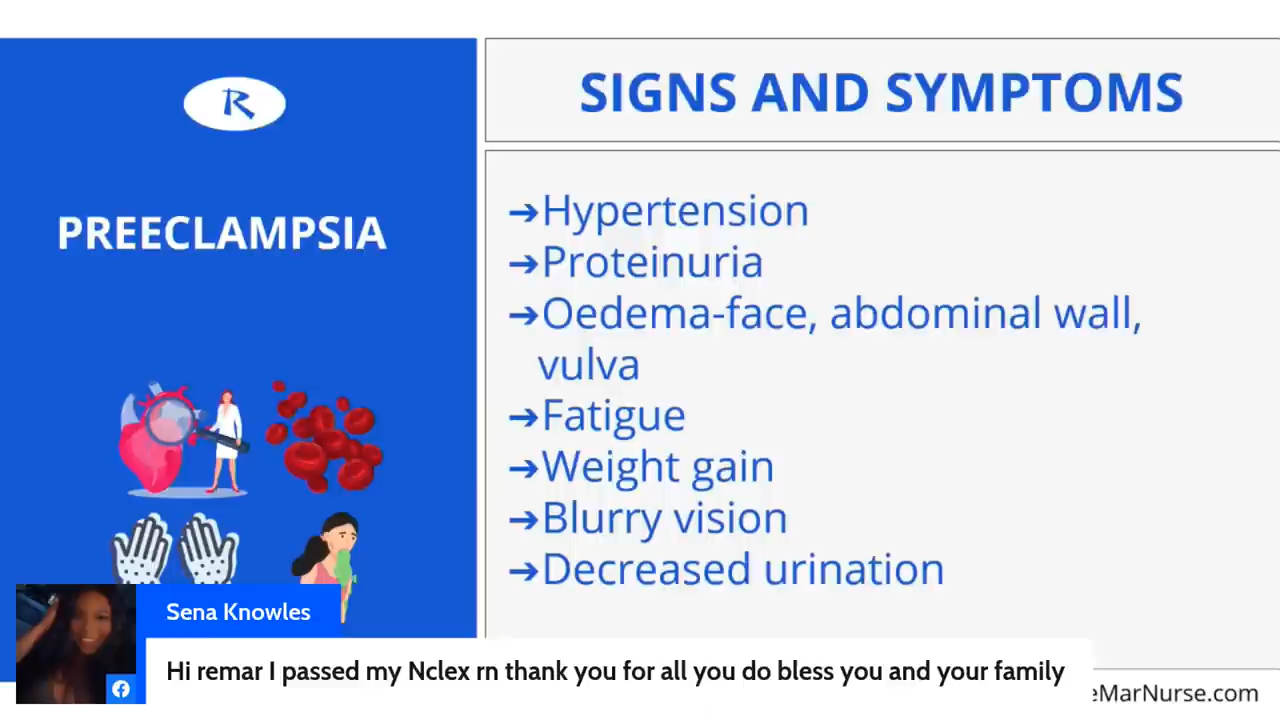 R
PREECLAMPSIA
SIGNS AND SYMPTOMS
➔Hypertension
➔Proteinuria
➔Oedema-face, abdominal wall,
vulva
➔Fatigue
➔Weight gain
➔Blurry vision
➔Decreased urination
Sena Knowles
Hi remar I passed my Nclex rn thank you for all you do bless you and your family
eMarNurse.com